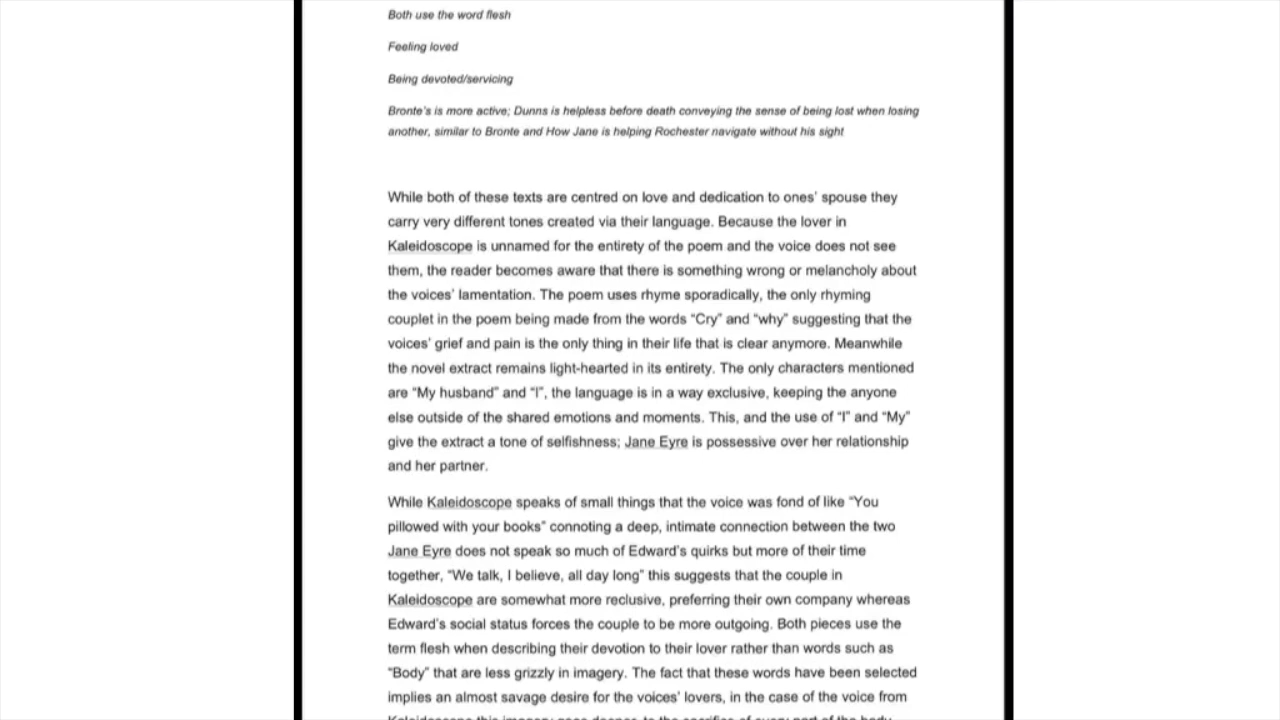 Both use the word flesh
Feeling loved
Being devoted/servicing
Bronte's is more active; Dunns is helpless before death conveying the sense of being lost when losing
another, similar to Bronte and How Jane is helping Rochester navigate without his sight
While both of these texts are centred on love and dedication to ones' spouse they
carry very different tones created via their language. Because the lover in
Kaleidoscope is unnamed for the entirety of the poem and the voice does not see
them, the reader becomes aware that there is something wrong or melancholy about
the voices' lamentation. The poem uses rhyme sporadically, the only rhyming
couplet in the poem being made from the words “Cry” and “why” suggesting that the
voices' grief and pain is the only thing in their life that is clear anymore. Meanwhile
the novel extract remains light-hearted in its entirety. The only characters mentioned
are “My husband” and “I”, the language is in a way exclusive, keeping the anyone
else outside of the shared emotions and moments. This, and the use of “I” and “My”
give the extract a tone of selfishness; Jane Eyre is possessive over her relationship
and her partner.
While Kaleidoscope speaks of small things that the voice was fond of like “You
pillowed with your books” connoting a deep, intimate connection between the two
Jane Eyre does not speak so much of Edward's quirks but more of their time
together, “We talk, I believe, all day long” this suggests that the couple in
Kaleidoscope are somewhat more reclusive, preferring their own company whereas
Edward's social status forces the couple to be more outgoing. Both pieces use the
term flesh when describing their devotion to their lover rather than words such as
“Body” that are less grizzly in imagery. The fact that these words have been selected
implies an almost savage desire for the voices' lovers, in the case of the voice from
Kaleidoscope this imagery goes deeper, to the sacrifice of every part of the body